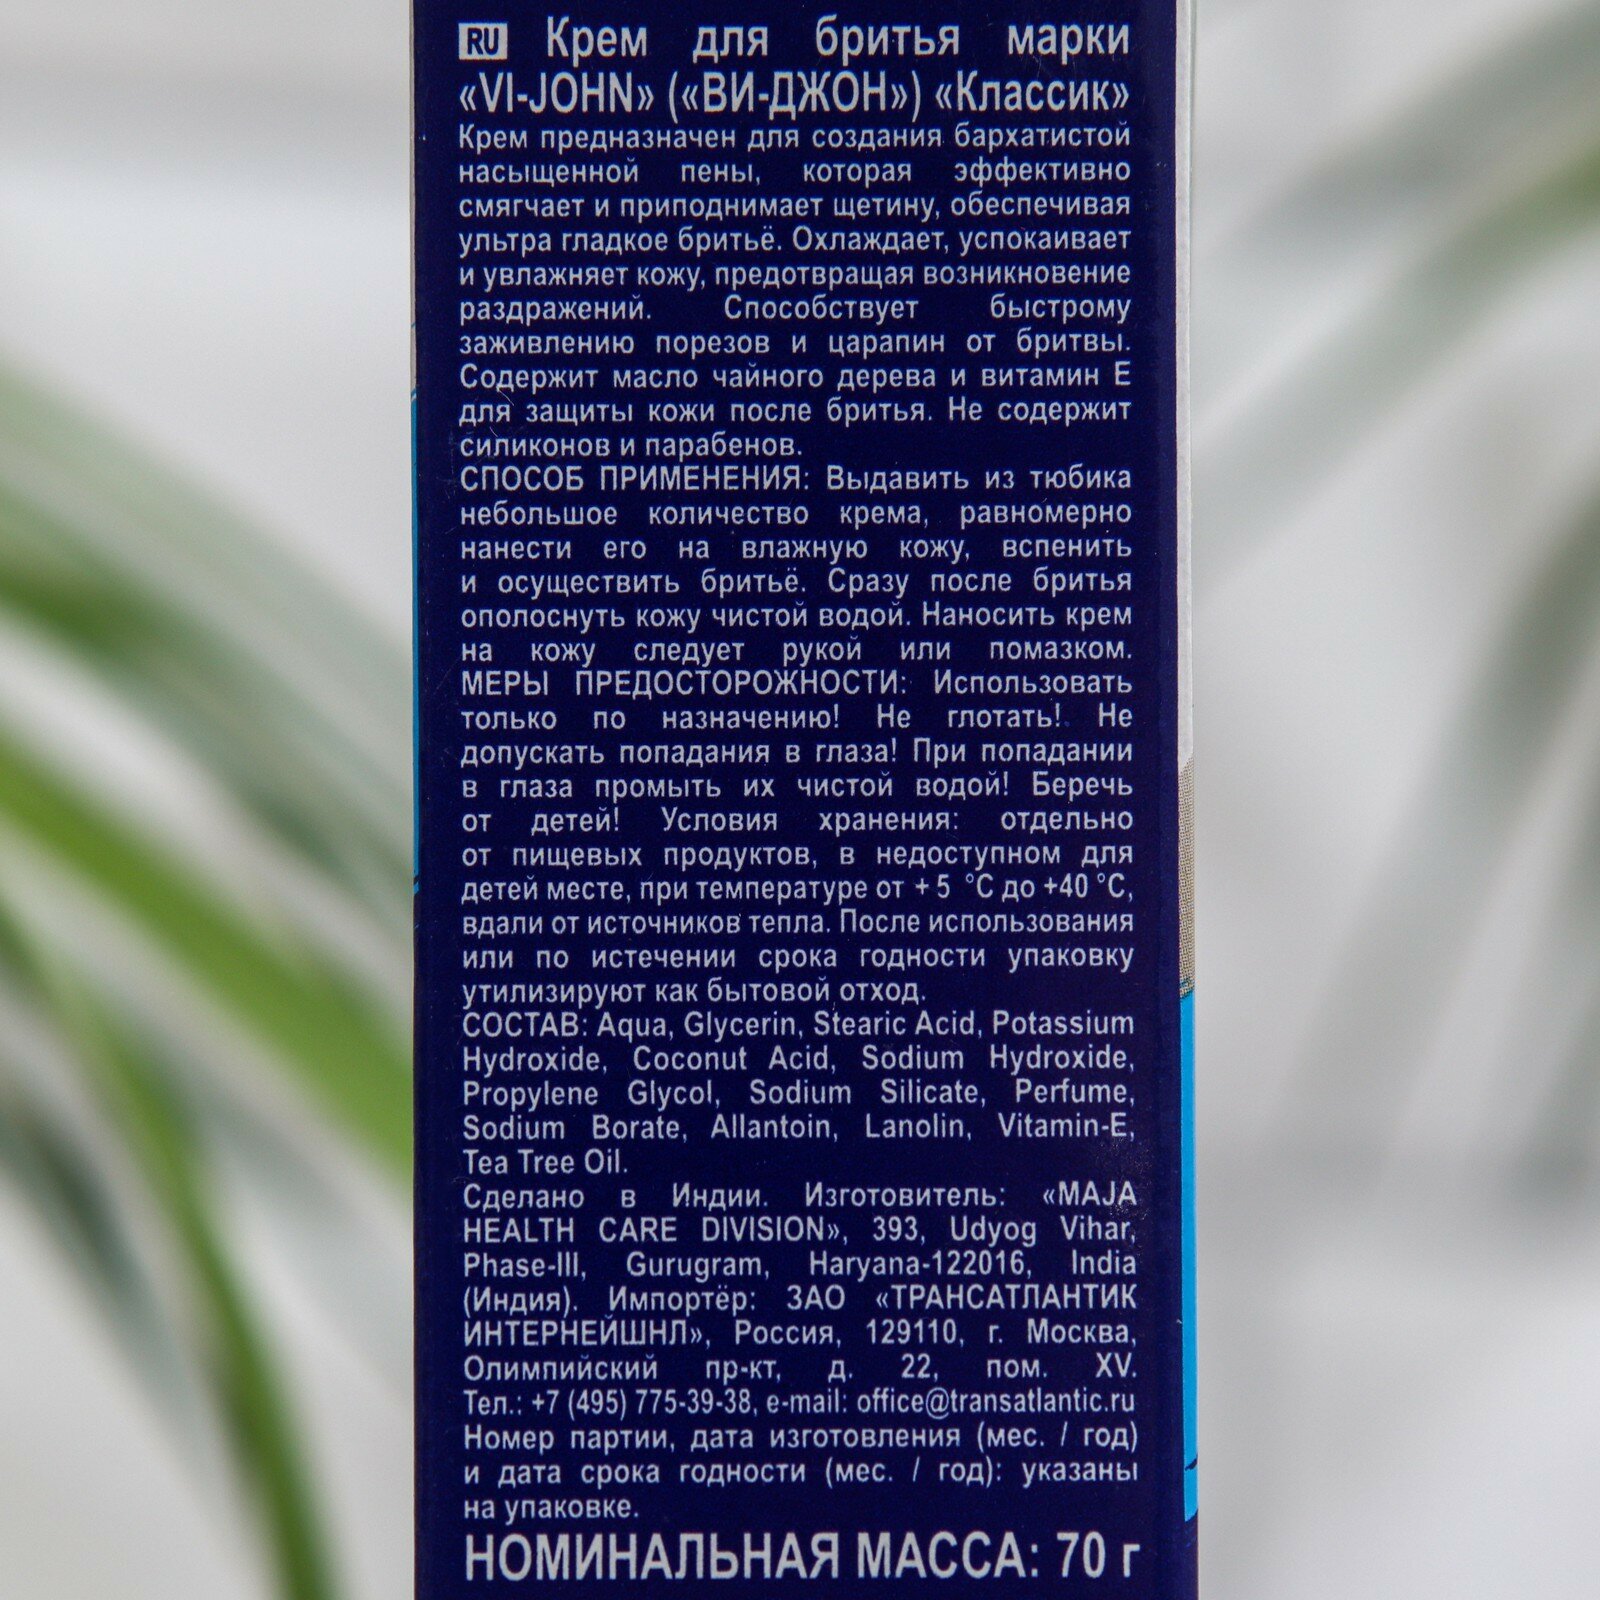 RU Крем для бритья марки
«VI-JOHN» («ВИ-ДЖОН») «Классик»
Крем предназначен для создания бархатистой
насыщенной пены, которая эффективно
смягчает и приподнимает щетину, обеспечивая
ультра гладкое бритьё. Охлаждает, успокаивает
и увлажняет кожу, предотвращая возникновение
раздражений. Способствует быстрому
заживлению порезов и царапин от бритвы.
Содержит масло чайного дерева и витамин Е
для защиты кожи после бритья. Не содержит
силиконов и парабенов.
СПОСОБ ПРИМЕНЕНИЯ: Выдавить из тюбика
небольшое количество крема, равномерно
нанести его на влажную кожу, вспенить
и осуществить бритьё. Сразу после бритья
ополоснуть кожу чистой водой. Наносить крем
на кожу следует рукой или помазком.
МЕРЫ ПРЕДОСТОРОЖНОСТИ: Использовать
только по назначению! Не глотать! Не
допускать попадания в глаза! При попадании
в глаза промыть их чистой водой! Беречь
от детей! Условия хранения: отдельно
от пищевых продуктов, в недоступном для
детей месте, при температуре от + 5 °С до +40 °С,
вдали от источников тепла. После использования
или по истечении срока годности упаковку
утилизируют как бытовой отход.
СОСТАВ: Aqua, Glycerin, Stearic Acid, Potassium
Hydroxide, Coconut Acid, Sodium Hydroxide,
Propylene Glycol, Sodium Silicate, Perfume,
Sodium Borate, Allantoin, Lanolin, Vitamin-E,
Tea Tree Oil.
Сделано в Индии. Изготовитель: «MAJA
HEALTH CARE DIVISION», 393, Udyog Vihar,
Phase-III, Gurugram, Haryana-122016, India
(Индия). Импортёр: ЗАО «ТРАНСАТЛАНТИК
ИНТЕРНЕЙШНЛ», Россия, 129110, г. Москва,
Олимпийский пр-кт, д. 22, пом. XV.
Тел.: +7 (495) 775-39-38, e-mail: office@transatlantic.ru
Номер партии, дата изготовления (мес. / год)
и дата срока годности (мес. / год): указаны
на упаковке.
НОМИНАЛЬНАЯ МАССА: 70 г